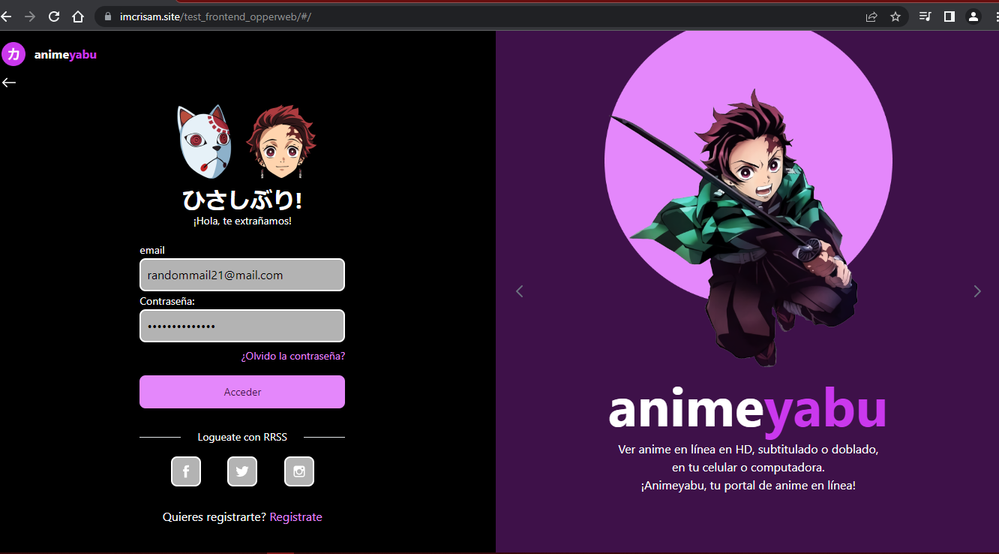 imcrisam.site/test_frontend_opperweb/#/
カ animeyabu
ひさしぶり!
¡Hola, te extrañamos!
email
randommail21@mail.com
Contraseña:
••••••••••••••
¿Olvido la contraseña?
Acceder
Logueate con RRSS
Quieres registrarte? Registrate
animeyabu
Ver anime en línea en HD, subtitulado o doblado,
en tu celular o computadora.
¡Animeyabu, tu portal de anime en línea!